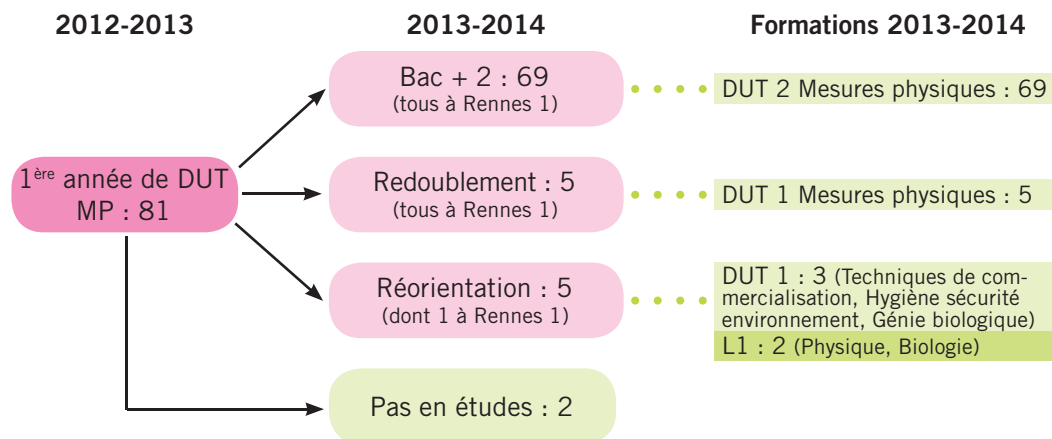 2012-2013
2013-2014
Formations 2013-2014
1ère année de DUT
MP : 81
Bac + 2 : 69
(tous à Rennes 1)
DUT 2 Mesures physiques : 69
Redoublement : 5
(tous à Rennes 1)
DUT 1 Mesures physiques : 5
Réorientation : 5
(dont 1 à Rennes 1)
DUT 1 : 3 (Techniques de com-
mercialisation, Hygiène sécurité
environnement, Génie biologique)
L1 : 2 (Physique, Biologie)
Pas en études : 2